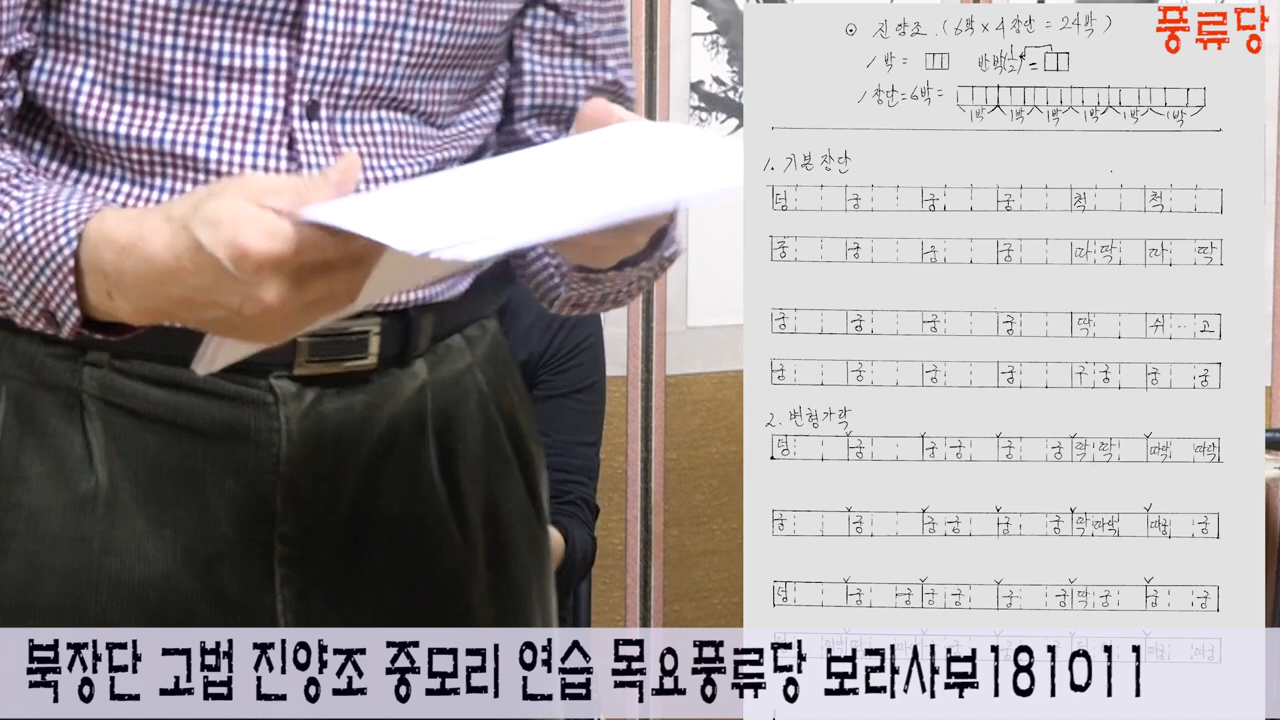 풍류당
⊙ 진양조 (6박 × 4장단 = 24박)
1박 = 반박(1/2) =
1장단 = 6박 =
1박 1박 1박 1박 1박 1박
1. 기본장단
덩 궁 궁 궁 척 척
궁 궁 궁 궁 따 딱 따 딱
궁 궁 궁 궁 딱 쉬 ·· 고
궁 궁 궁 궁 구 궁 궁 궁
2. 변형가락
덩 궁 궁 궁 궁 궁 딱 딱 따락 따락
궁 궁 궁 궁 궁 궁 딱 따락 따궁 궁
덩 궁 궁 궁 궁 궁 궁 딱 궁 궁 궁
북장단 고법 진양조 중모리 연습 목요풍류당 보라사부181011